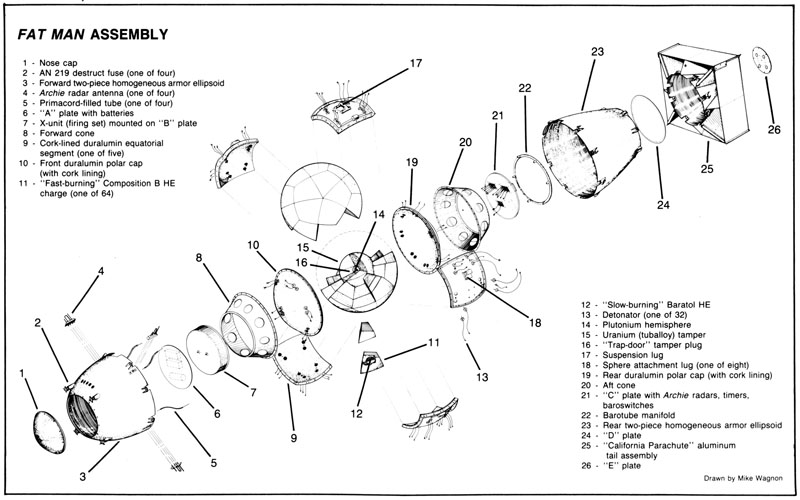 FAT MAN ASSEMBLY
1 - Nose cap
2 - AN 219 destruct fuse (one of four)
3 - Forward two-piece homogeneous armor ellipsoid
4 - Archie radar antenna (one of four)
5 - Primacord-filled tube (one of four)
6 - "A" plate with batteries
7 - X-unit (firing set) mounted on "B" plate
8 - Forward cone
9 - Cork-lined duralumin equatorial
segment (one of five)
10 - Front duralumin polar cap
(with cork lining)
11 - "Fast-burning" Composition B HE
charge (one of 64)
17
23
22
21
20
19
26
25
24
14
15
16
10
8
4
2
1
18
11
13
12
7
9
6
5
3
12 - "Slow-burning" Baratol HE
13 - Detonator (one of 32)
14 - Plutonium hemisphere
15 - Uranium (tuballoy) tamper
16 - "Trap-door" tamper plug
17 - Suspension lug
18 - Sphere attachment lug (one of eight)
19 - Rear duralumin polar cap (with cork lining)
20 - Aft cone
21 - "C" plate with Archie radars, timers,
baroswitches
22 - Barotube manifold
23 - Rear two-piece homogeneous armor ellipsoid
24 - "D" plate
25 - "California Parachute" aluminum
tail assembly
26 - "E" plate
Drawn by Mike Wagnon